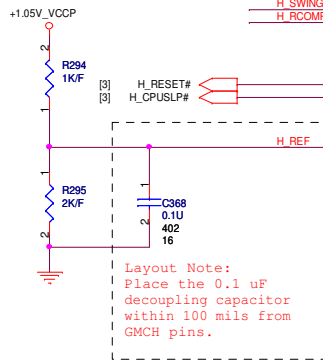 H_SWING
H_RCOMP
+1.05V_VCCP
2
R294
1K/F
1
[3] H_RESET#
[3] H_CPUSLP#
H_REF
1
R295
2K/F
2
1
C368
0.1U
2
402
16
Layout Note:
Place the 0.1 uF
decoupling capacitor
within 100 mils from
GMCH pins.